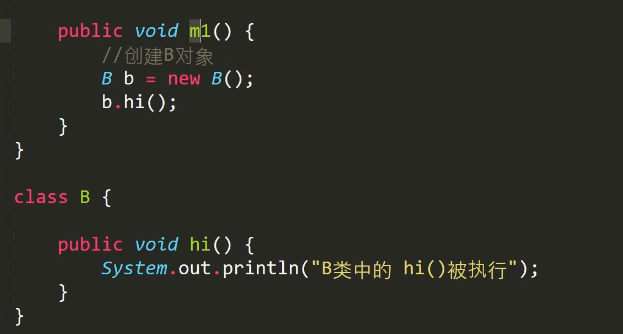 public void m1() {
//创建B对象
B b = new B();
b.hi();
}
}
class B {
public void hi() {
System.out.println("B类中的 hi()被执行");
}
}